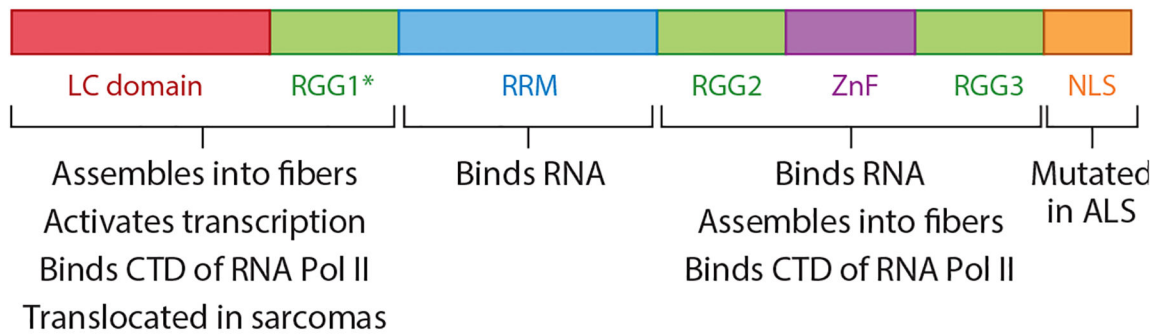 LC domain RGG1* RRM RGG2 ZnF RGG3 NLS
Assembles into fibers
Activates transcription
Binds CTD of RNA Pol II
Translocated in sarcomas
Binds RNA
Binds RNA
Assembles into fibers
Binds CTD of RNA Pol II
Mutated
in ALS